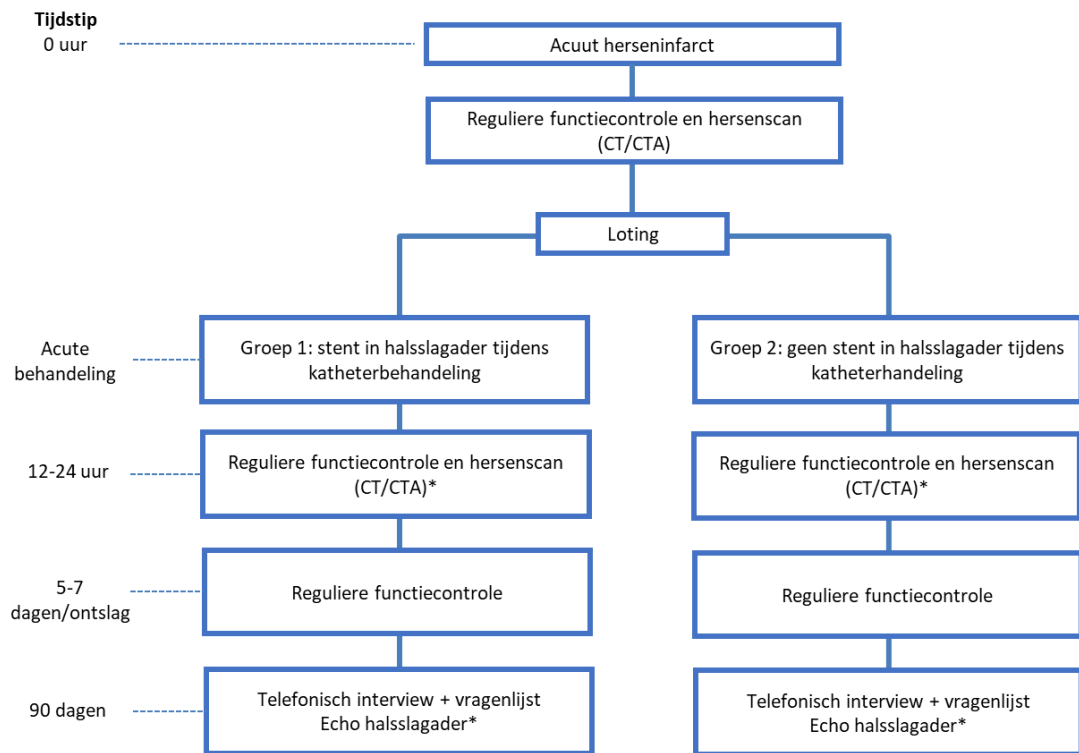 Tijdstip
0 uur
Acuut herseninfarct
Reguliere functiecontrole en hersenscan
(CT/CTA)
Loting
Acute
behandeling
Groep 1: stent in halsslagader tijdens
katheterbehandeling
Groep 2: geen stent in halsslagader tijdens
katheterhandeling
12-24 uur
Reguliere functiecontrole en hersenscan
(CT/CTA)*
Reguliere functiecontrole en hersenscan
(CT/CTA)*
5-7
dagen/ontslag
Reguliere functiecontrole
Reguliere functiecontrole
90 dagen
Telefonisch interview + vragenlijst
Echo halsslagader*
Telefonisch interview + vragenlijst
Echo halsslagader*